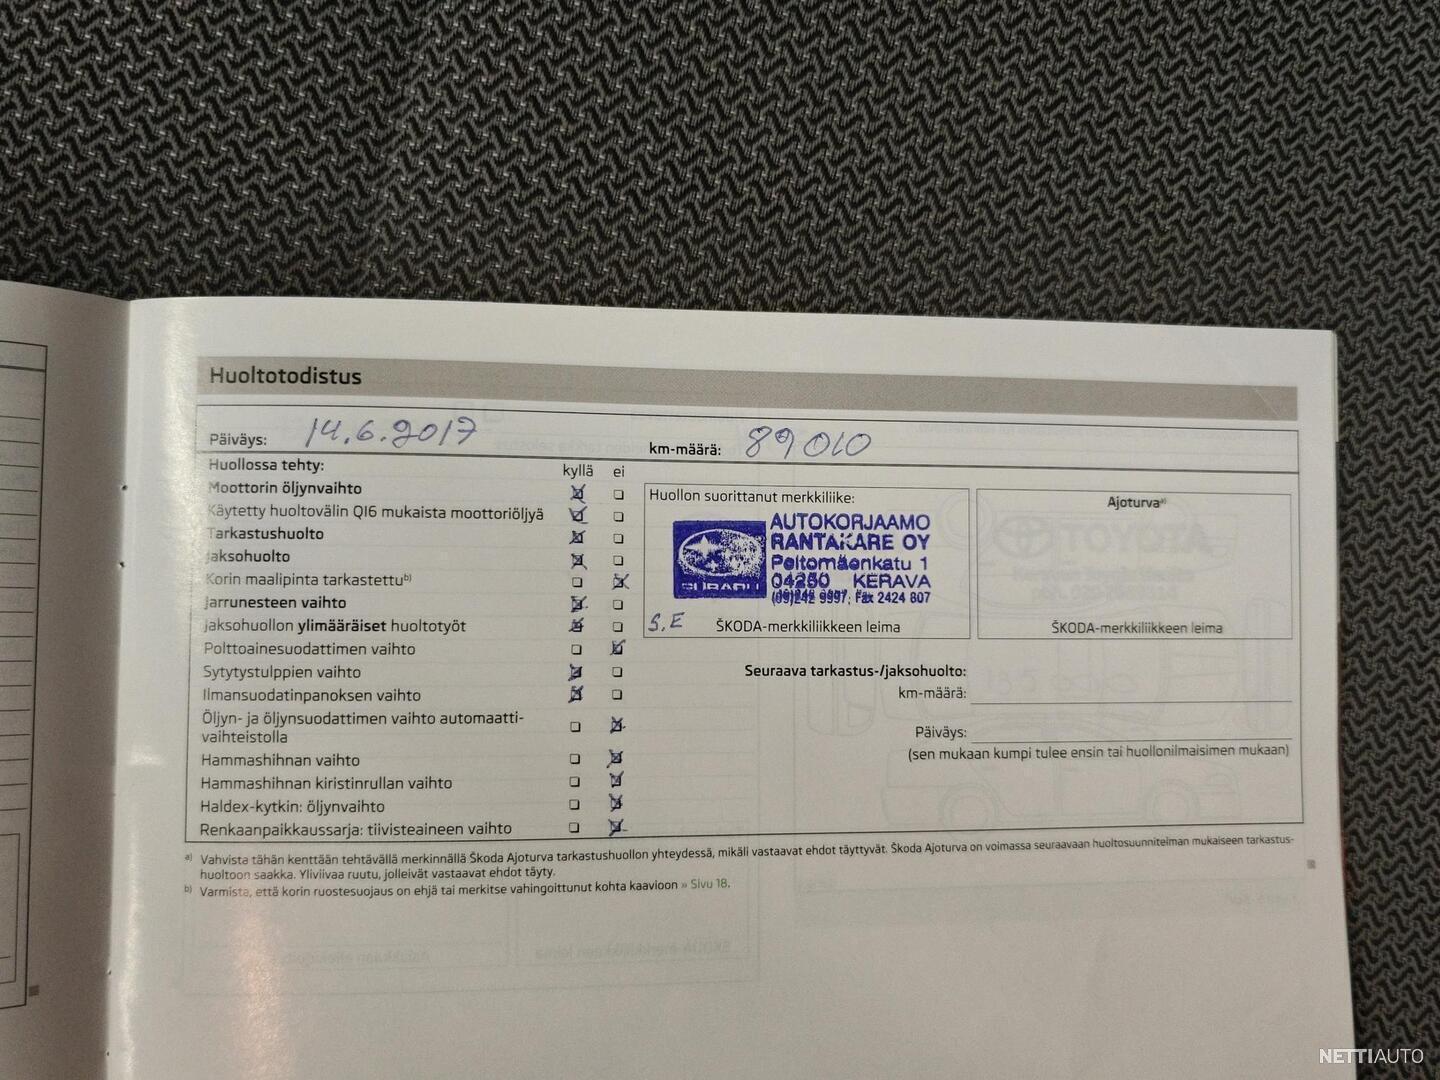 Huoltotodistus
Päiväys: 14.6.2017 km-määrä: 89010
Huollossa tehty: kyllä ei
Moottorin öljynvaihto
Käytetty huoltovälin QI6 mukaista moottoriöljyä
Tarkastushuolto
Jaksohuolto
Korin maalipinta tarkastettu b)
Jarrunesteen vaihto
Jaksohuollon ylimääräiset huoltotyöt
Polttoainesuodattimen vaihto
Sytytystulppien vaihto
Ilmansuodatinpanoksen vaihto
Öljyn- ja öljynsuodattimen vaihto automaatti-
vaihteistolla
Hammashihnan vaihto
Hammashihnan kiristinrullan vaihto
Haldex-kytkin: öljynvaihto
Renkaanpaikkaussarja: tiivisteaineen vaihto
Huollon suorittanut merkkiliike:
SUBARU
AUTOKORJAAMO
RANTAKARE OY
Peltomäenkatu 1
04250 KERAVA
(09)242 9997, Fax 2424 807
S.E ŠKODA-merkkiliikkeen leima
Ajoturva a)
ŠKODA-merkkiliikkeen leima
Seuraava tarkastus-/jaksohuolto:
km-määrä:
Päiväys:
(sen mukaan kumpi tulee ensin tai huollonilmaisimen mukaan)
a) Vahvista tähän kenttään tehtävällä merkinnällä Škoda Ajoturva tarkastushuollon yhteydessä, mikäli vastaavat ehdot täyttyvät. Škoda Ajoturva on voimassa seuraavaan huoltosuunnitelman mukaiseen tarkastus-
huoltoon saakka. Yliviivaa ruutu, jolleivät vastaavat ehdot täyty.
b) Varmista, että korin ruostesuojaus on ehjä tai merkitse vahingoittunut kohta kaavioon » Sivu 18.
NETTIAUTO